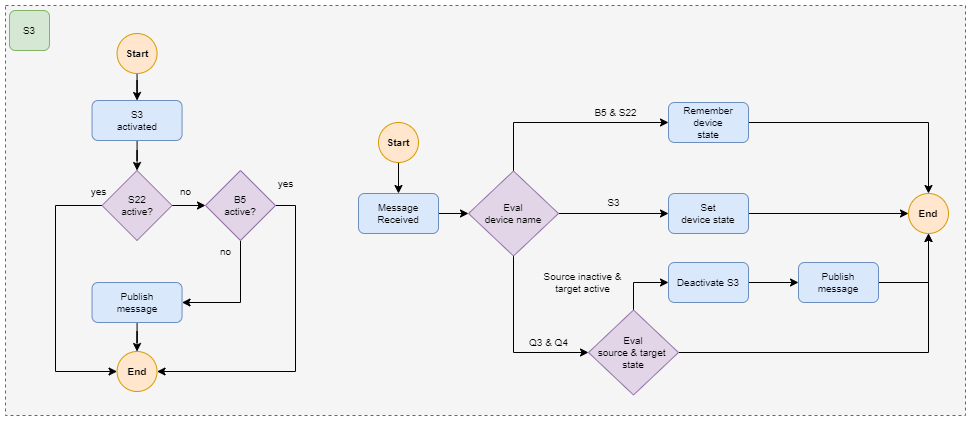 S3
Start
S3
activated
yes
S22
active?
no
B5
active?
yes
no
Publish
message
End
Start
Message
Received
Eval
device name
B5 & S22
Remember
device
state
S3
Set
device state
End
Source inactive &
target active
Deactivate S3
Publish
message
Q3 & Q4
Eval
source & target
state